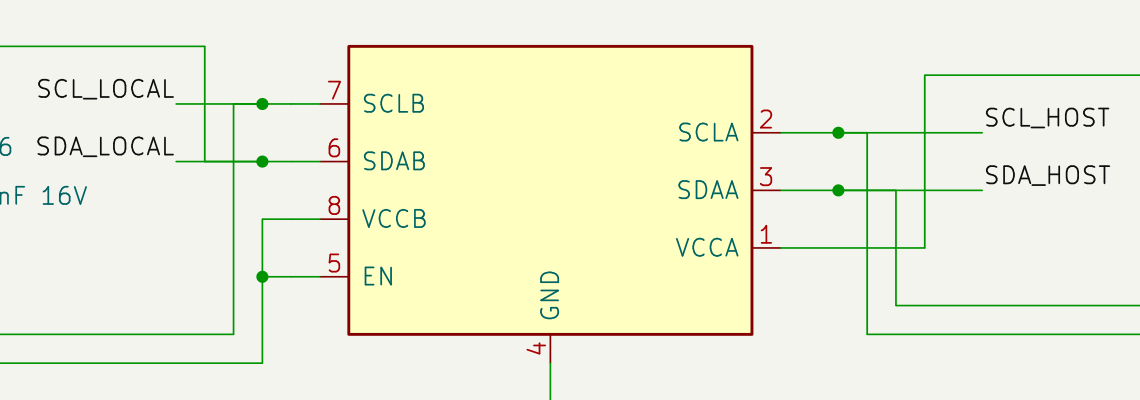 SCL_LOCAL
7
SCLB
2
SCLA
SCL_HOST
6
SDA_LOCAL
6
SDAB
3
SDAA
SDA_HOST
nF 16V
8
VCCB
1
VCCA
5
EN
GND
4